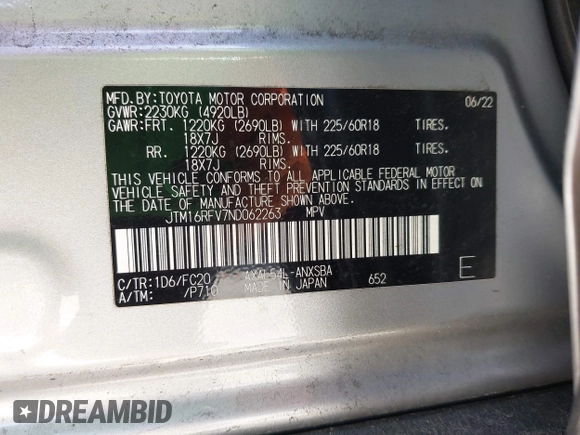 MFD.BY:TOYOTA MOTOR CORPORATION 06/22
GVWR:2230KG (4920LB)
GAWR:FRT. 1220KG (2690LB) WITH 225/60R18 TIRES.
18X7J RIMS.
RR. 1220KG (2690LB) WITH 225/60R18 TIRES.
18X7J RIMS.
THIS VEHICLE CONFORMS TO ALL APPLICABLE FEDERAL MOTOR
VEHICLE SAFETY AND THEFT PREVENTION STANDARDS IN EFFECT ON
THE DATE OF MANUFACTURE SHOWN ABOVE.
JTM16RFV7ND062263 MPV
C/TR:1D6/FC20 AXAL54L-ANXSBA
A/TM: /P710 MADE IN JAPAN 652
E
DREAMBID